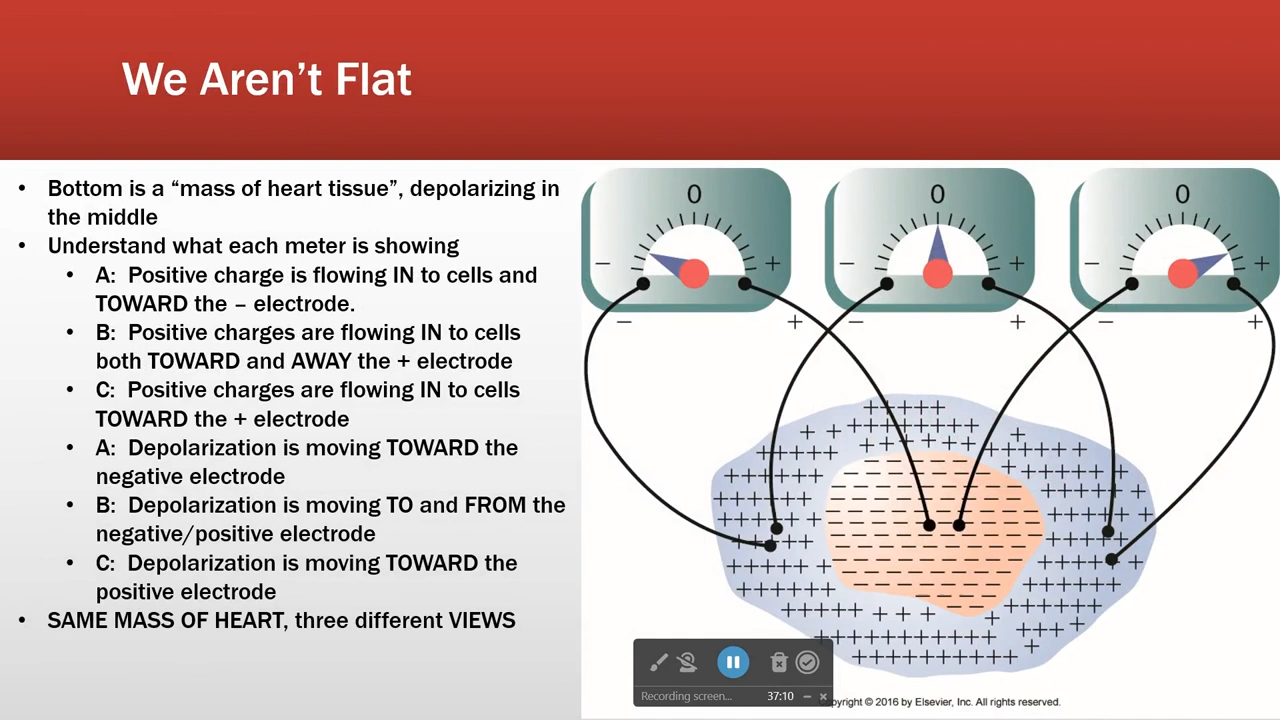 We Aren’t Flat
• Bottom is a “mass of heart tissue”, depolarizing in
the middle
• Understand what each meter is showing
• A: Positive charge is flowing IN to cells and
TOWARD the – electrode.
• B: Positive charges are flowing IN to cells
both TOWARD and AWAY the + electrode
• C: Positive charges are flowing IN to cells
TOWARD the + electrode
• A: Depolarization is moving TOWARD the
negative electrode
• B: Depolarization is moving TO and FROM the
negative/positive electrode
• C: Depolarization is moving TOWARD the
positive electrode
• SAME MASS OF HEART, three different VIEWS
0
− +
− +
0
− +
− +
0
− +
− +
Recording screen... 37:10
opyright © 2016 by Elsevier, Inc. All rights reserved.